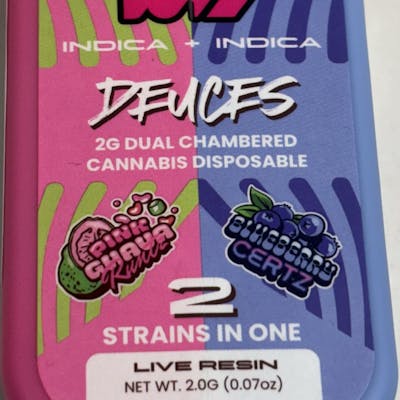 INDICA + INDICA
DEUCES
2G DUAL CHAMBERED
CANNABIS DISPOSABLE
PINK
GUAVA
Runtz
BLUEBERRY
CERTZ
2
STRAINS IN ONE
LIVE RESIN
NET WT. 2.0G (0.07oz)